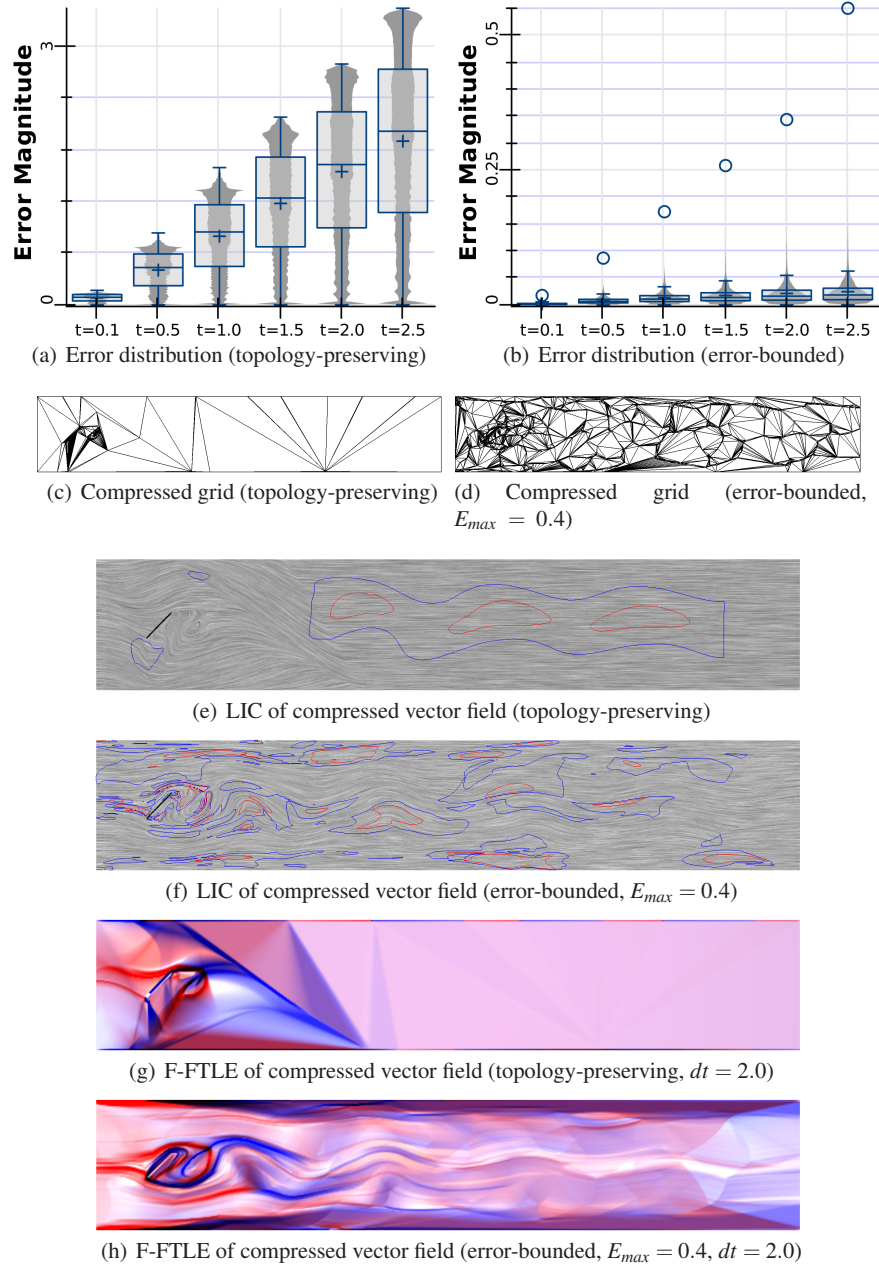 Error Magnitude
3
0
t=0.1 t=0.5 t=1.0 t=1.5 t=2.0 t=2.5
(a) Error distribution (topology-preserving)
Error Magnitude
0.5
0.25
0
t=0.1 t=0.5 t=1.0 t=1.5 t=2.0 t=2.5
(b) Error distribution (error-bounded)
(c) Compressed grid (topology-preserving)
(d) Compressed grid (error-bounded,
E_max = 0.4)
(e) LIC of compressed vector field (topology-preserving)
(f) LIC of compressed vector field (error-bounded, E_max = 0.4)
(g) F-FTLE of compressed vector field (topology-preserving, dt = 2.0)
(h) F-FTLE of compressed vector field (error-bounded, E_max = 0.4, dt = 2.0)